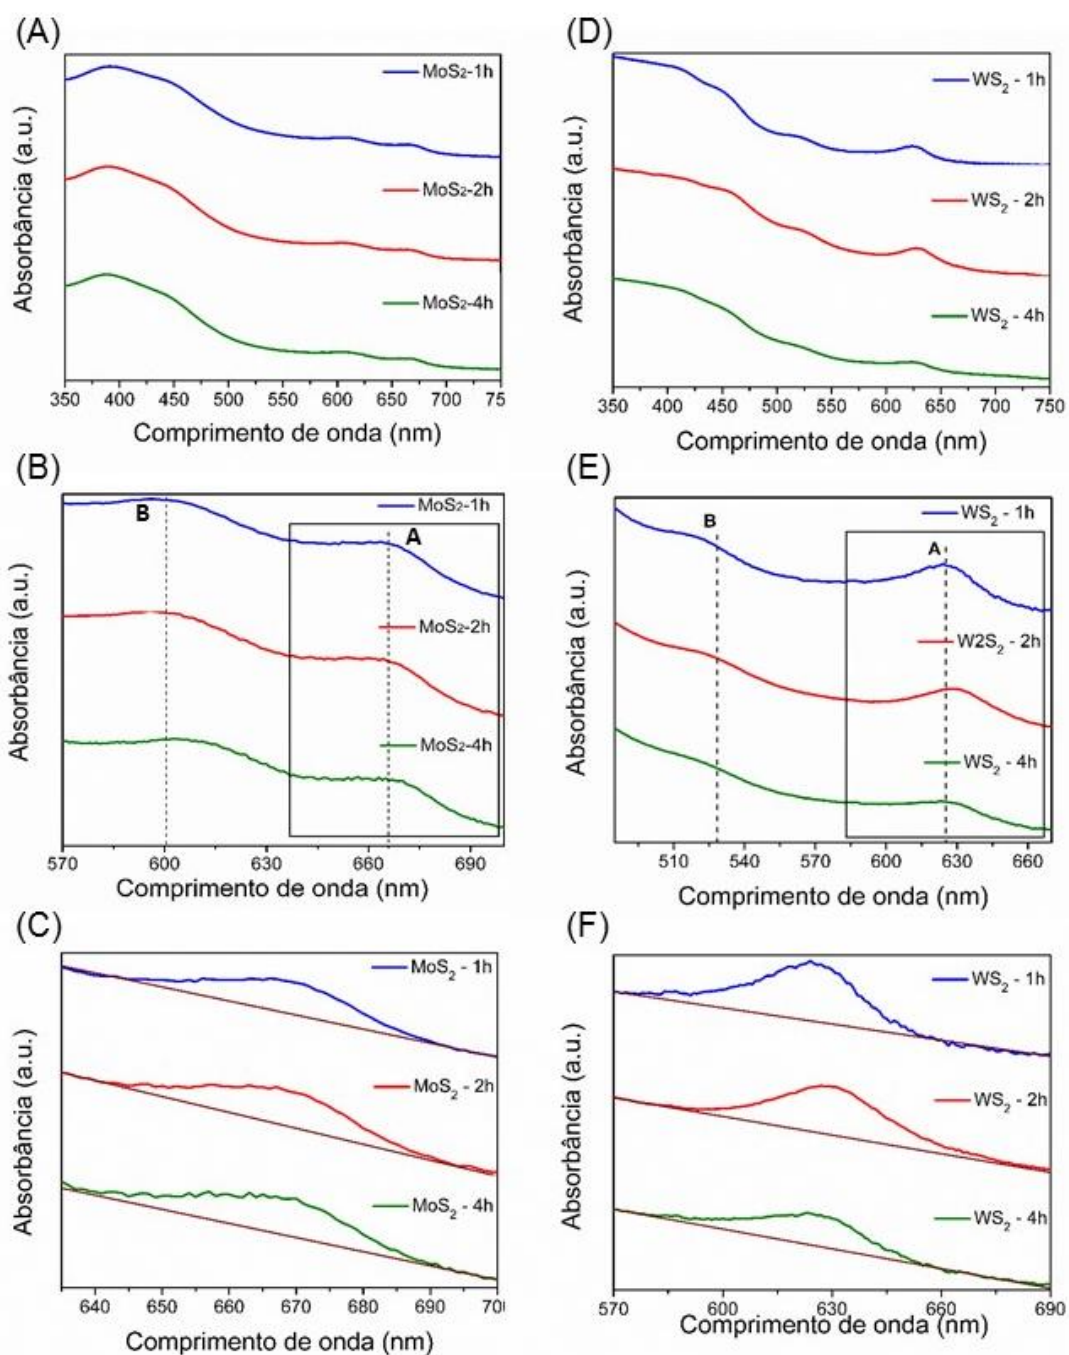 (A)
Absorbância (a.u.)
MoS2-1h
MoS2-2h
MoS2-4h
350 400 450 500 550 600 650 700 75
Comprimento de onda (nm)
(D)
Absorbância (a.u.)
WS2 - 1h
WS2 - 2h
WS2 - 4h
350 400 450 500 550 600 650 700 750
Comprimento de onda (nm)
(B)
Absorbância (a.u.)
MoS2-1h
B
A
MoS2-2h
MoS2-4h
570 600 630 660 690
Comprimento de onda (nm)
(E)
Absorbância (a.u.)
WS2 - 1h
B
A
W2S2 - 2h
WS2 - 4h
510 540 570 600 630 660
Comprimento de onda (nm)
(C)
Absorbância (a.u.)
MoS2 - 1h
MoS2 - 2h
MoS2 - 4h
640 650 660 670 680 690 70
Comprimento de onda (nm)
(F)
Absorbância (a.u.)
WS2 - 1h
WS2 - 2h
WS2 - 4h
570 600 630 660 690
Comprimento de onda (nm)